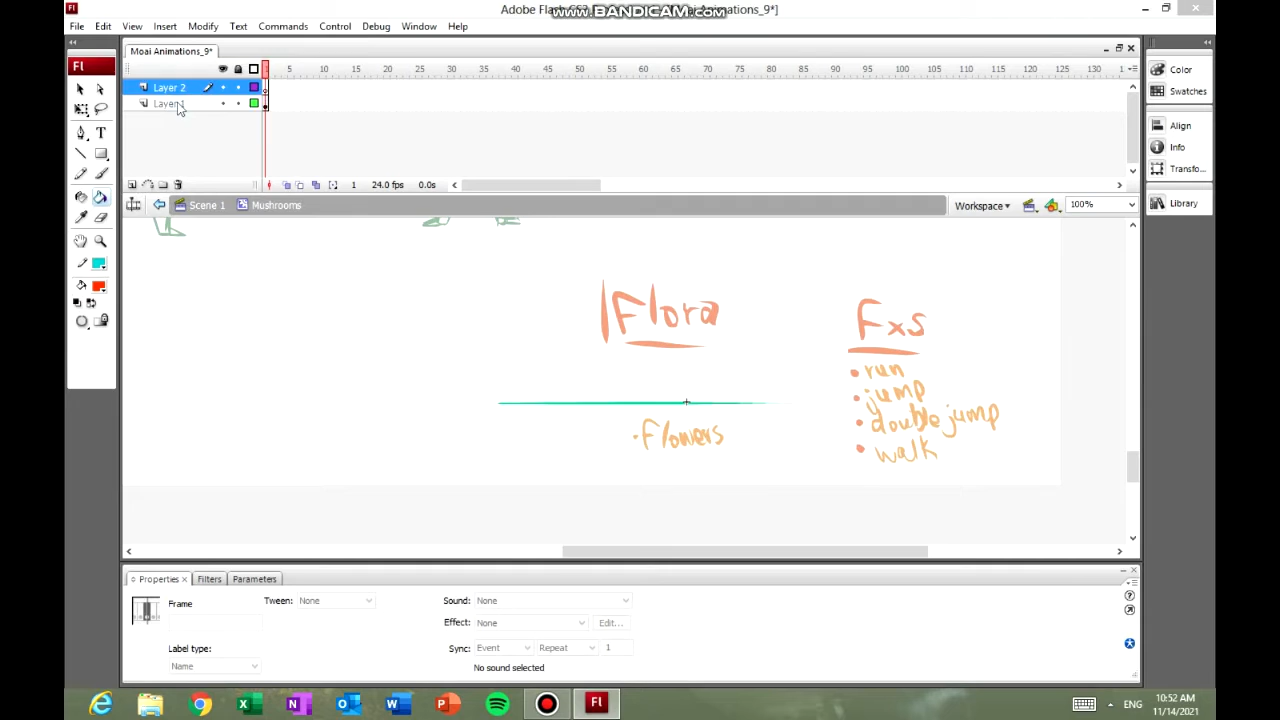 Adobe Flash CS3
www.BANDICAM.com
ai Animations_9*]
File Edit View Insert Modify Text Commands Control Debug Window Help
Moai Animations_9*
Fl
5 10 15 20 25 30 35 40 45 50 55 60 65 70 75 80 85 90 95 100 105 110 115 120 125 130 1
Layer 2
Layer 1
1 24.0 fps 0.0s
Scene 1 Mushrooms Workspace 100%
Color
Swatches
Align
Info
Transfo...
Library
Flora
Fxs
• run
• jump
• double jump
• walk
·Flowers
Properties x Filters Parameters
Frame
Tween: None
Sound: None
Effect: None Edit...
Label type:
Sync: Event Repeat 1
Name
No sound selected
ENG
10:52 AM
11/14/2021